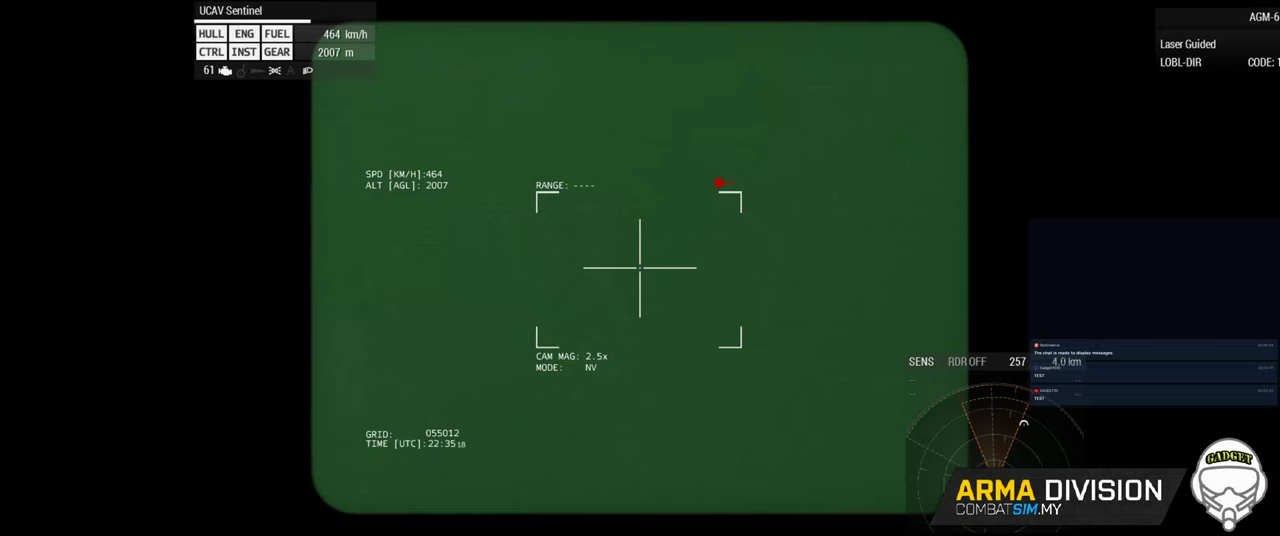 UCAV Sentinel
HULL ENG FUEL 464 km/h
CTRL INST GEAR 2007 m
61 A
AGM-6
Laser Guided
LOBL-DIR CODE: 1
SPD [KM/H]:464
ALT [AGL]: 2007
RANGE: ----
CAM MAG: 2.5x
MODE: NV
GRID: 055012
TIME [UTC]:22:35 18
SENS RDR OFF 257 4.0 km
The chat is ready to display messages
TEST
TEST
GADGET
ARMA DIVISION
COMBATSIM.MY